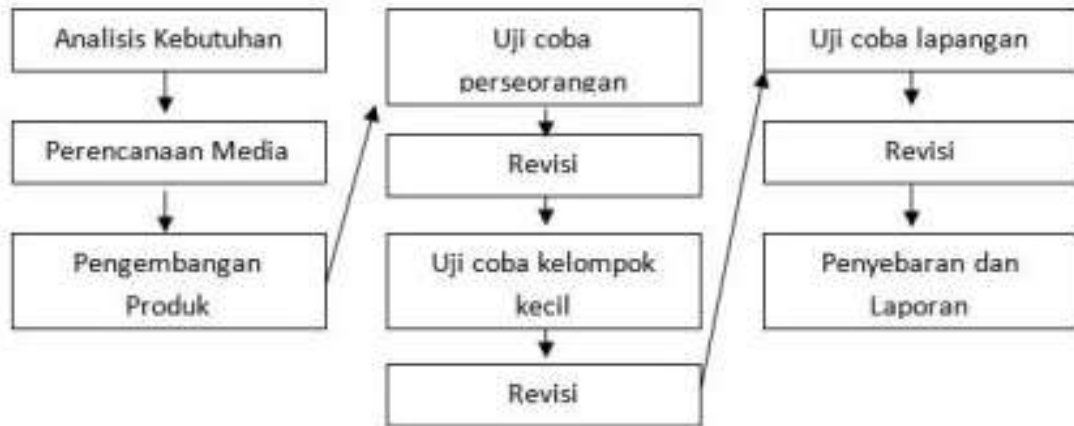 Analisis Kebutuhan
Perencanaan Media
Pengembangan
Produk
Uji coba
perseorangan
Revisi
Uji coba kelompok
kecil
Revisi
Uji coba lapangan
Revisi
Penyebaran dan
Laporan